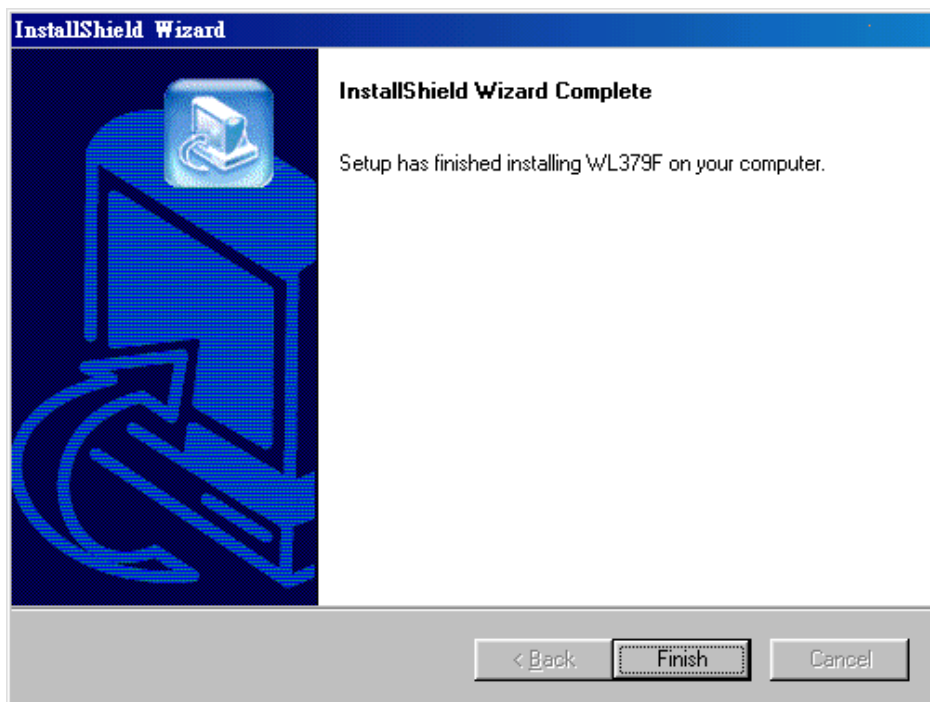 InstallShield Wizard
InstallShield Wizard Complete
Setup has finished installing WL379F on your computer.
< Back
Finish
Cancel